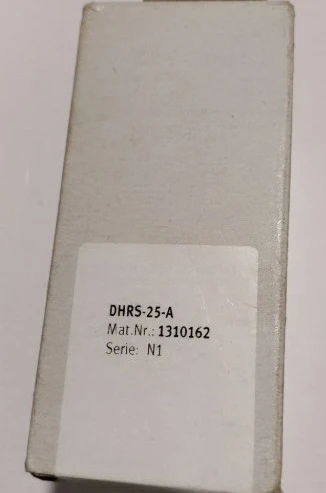 DHRS-25-A
Mat.Nr.: 1310162
Serie: N1